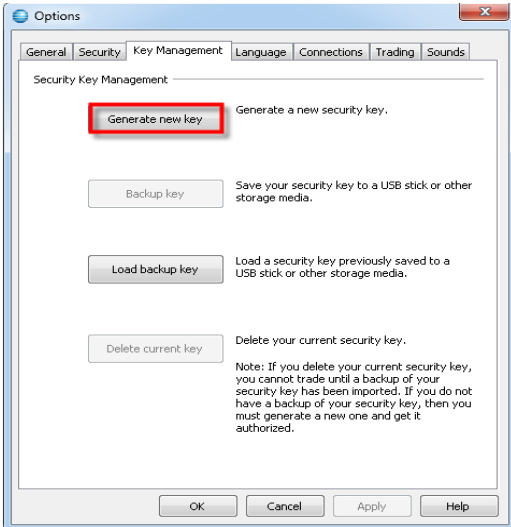 Options
General Security Key Management Language Connections Trading Sounds
Security Key Management
Generate new key
Generate a new security key.
Backup key
Save your security key to a USB stick or other
storage media.
Load backup key
Load a security key previously saved to a
USB stick or other storage media.
Delete current key
Delete your current security key.
Note: If you delete your current security key,
you cannot trade until a backup of your
security key has been imported. If you do not
have a backup of your security key, then you
must generate a new one and get it
authorized.
OK Cancel Apply Help